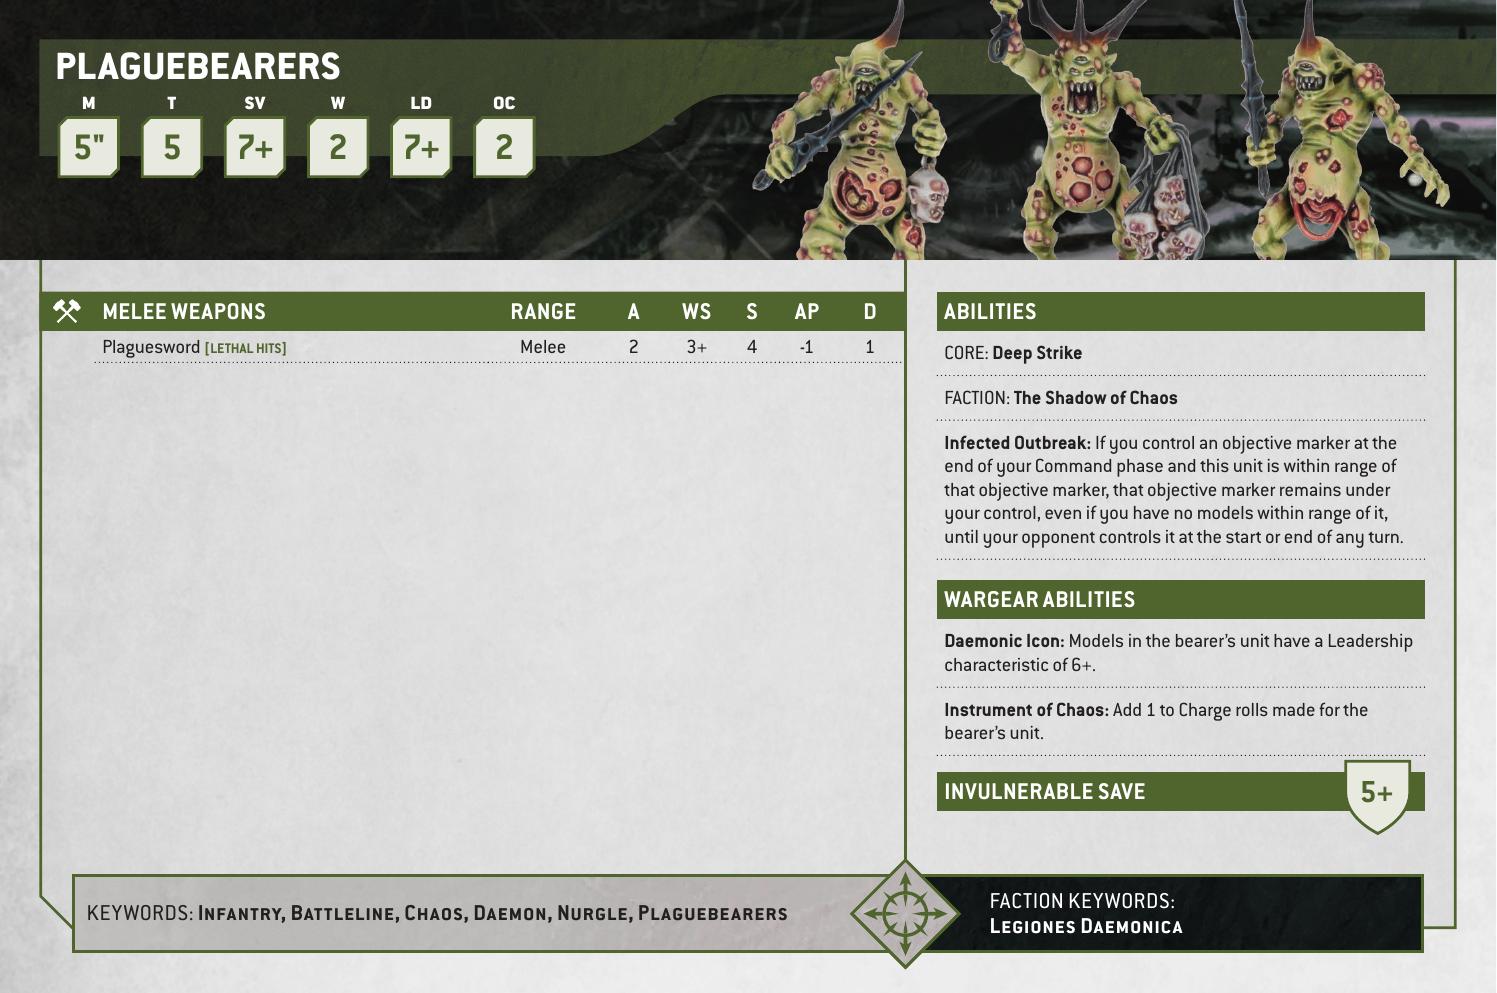 PLAGUEBEARERS
M T SV W LD OC
5" 5 7+ 2 7+ 2
MELEE WEAPONS RANGE A WS S AP D
Plaguesword [LETHAL HITS] Melee 2 3+ 4 -1 1
ABILITIES
CORE: Deep Strike
FACTION: The Shadow of Chaos
Infected Outbreak: If you control an objective marker at the
end of your Command phase and this unit is within range of
that objective marker, that objective marker remains under
your control, even if you have no models within range of it,
until your opponent controls it at the start or end of any turn.
WARGEAR ABILITIES
Daemonic Icon: Models in the bearer’s unit have a Leadership
characteristic of 6+.
Instrument of Chaos: Add 1 to Charge rolls made for the
bearer’s unit.
INVULNERABLE SAVE 5+
KEYWORDS: INFANTRY, BATTLELINE, CHAOS, DAEMON, NURGLE, PLAGUEBEARERS
FACTION KEYWORDS:
LEGIONES DAEMONICA